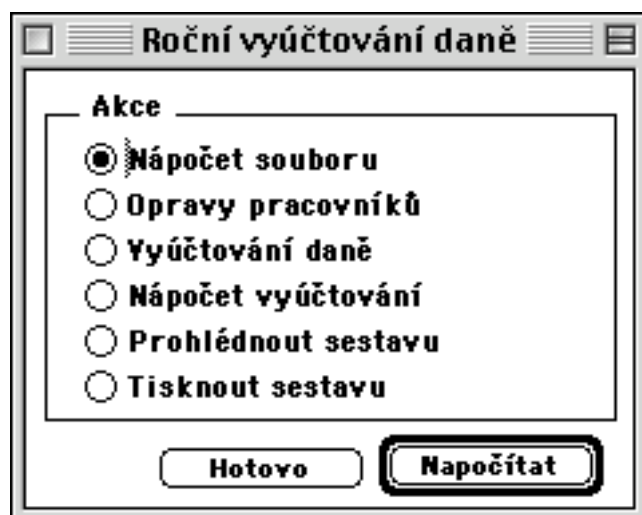 Roční vyúčtování daně
Akce
Nápočet souboru
Opravy pracovníků
Vyúčtování daně
Nápočet vyúčtování
Prohlédnout sestavu
Tisknout sestavu
Hotovo
Napočítat